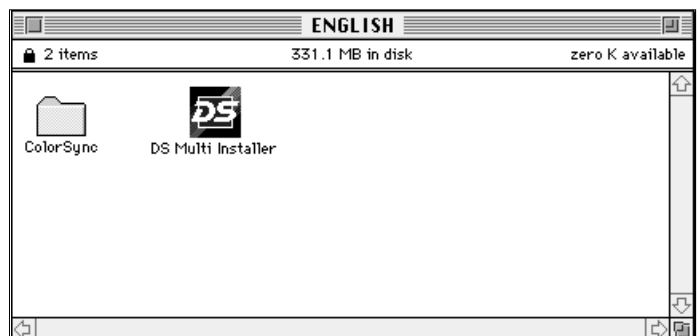 ENGLISH
2 items 331.1 MB in disk zero K available
DS
ColorSync DS Multi Installer